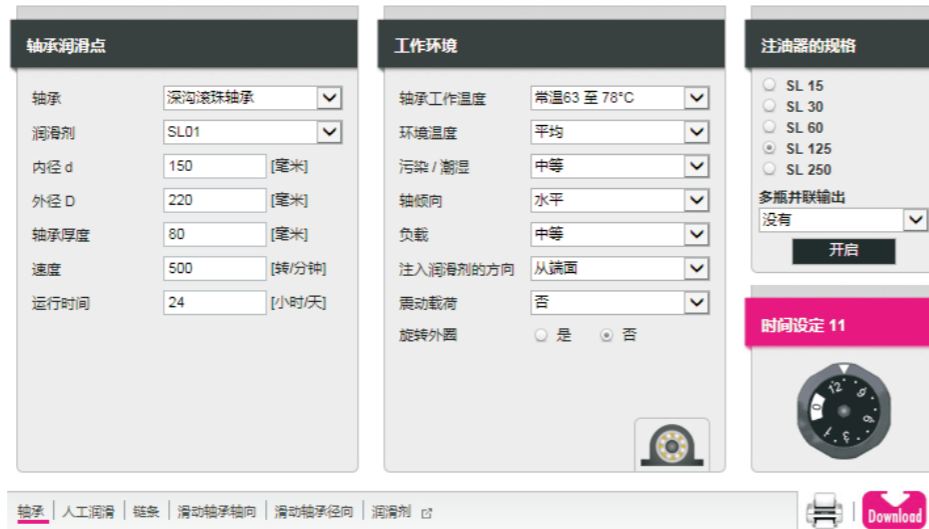 轴承润滑点
轴承 深沟滚珠轴承
润滑剂 SL01
内径 d 150 [毫米]
外径 D 220 [毫米]
轴承厚度 80 [毫米]
速度 500 [转/分钟]
运行时间 24 [小时/天]
工作环境
轴承工作温度 常温63 至 78°C
环境温度 平均
污染 / 潮湿 中等
轴倾向 水平
负载 中等
注入润滑剂的方向 从端面
震动载荷 否
旋转外圈 是 否
注油器的规格
SL 15
SL 30
SL 60
SL 125
SL 250
多瓶并联输出
没有
开启
时间设定 11
12
9
6
3
1
0
轴承 人工润滑 链条 滑动轴承轴向 滑动轴承径向 润滑剂
Download